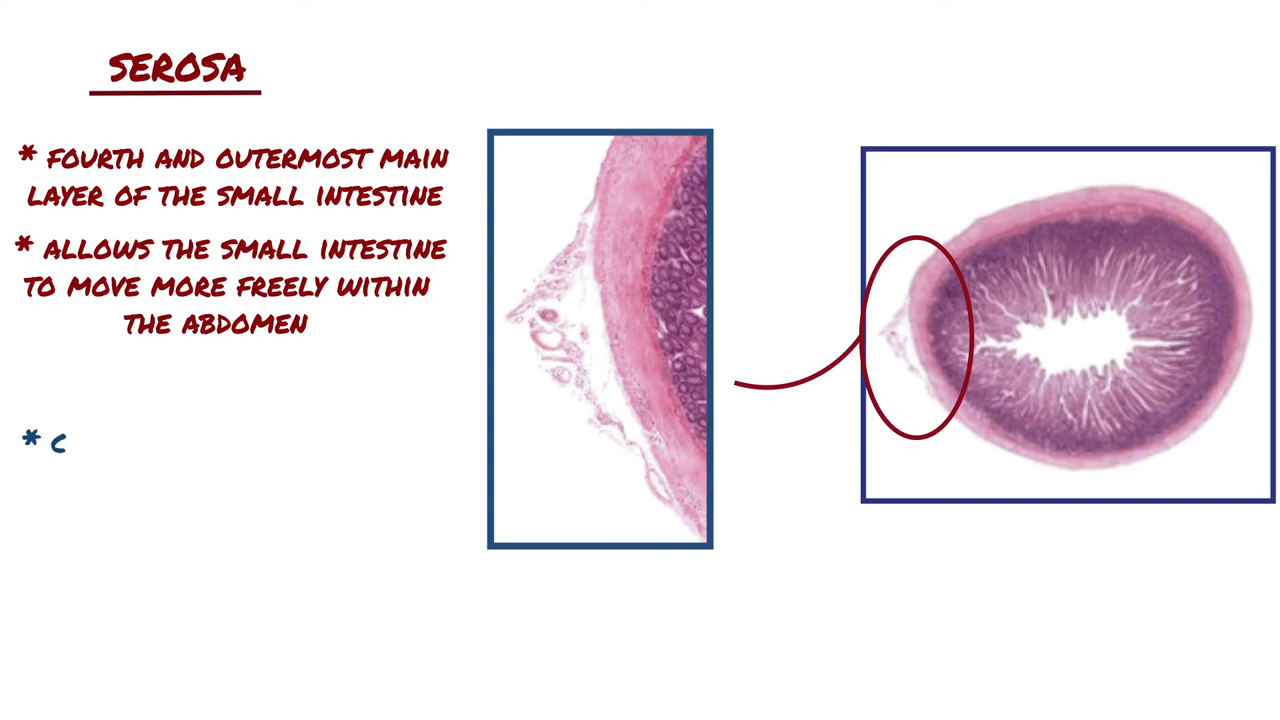 SEROSA
* FOURTH AND OUTERMOST MAIN
LAYER OF THE SMALL INTESTINE
* ALLOWS THE SMALL INTESTINE
TO MOVE MORE FREELY WITHIN
THE ABDOMEN
* C